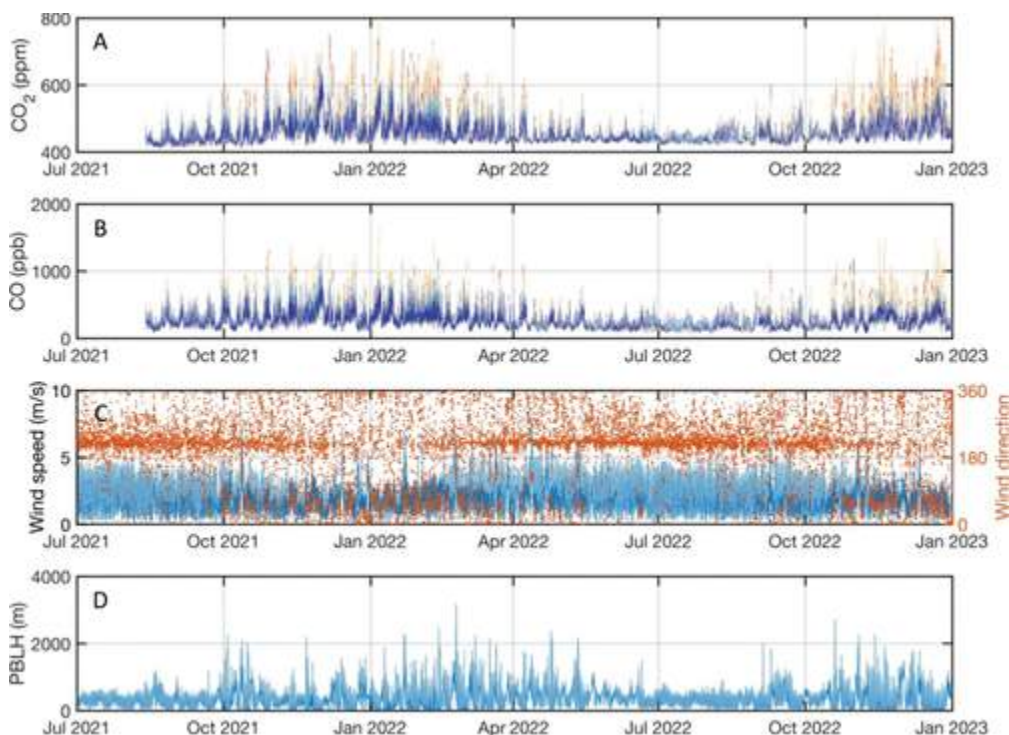 A
CO2 (ppm)
800
600
400
Jul 2021 Oct 2021 Jan 2022 Apr 2022 Jul 2022 Oct 2022 Jan 2023
B
CO (ppb)
2000
1000
0
Jul 2021 Oct 2021 Jan 2022 Apr 2022 Jul 2022 Oct 2022 Jan 2023
C
Wind speed (m/s)
10
5
0
360
180
0
Wind direction
Jul 2021 Oct 2021 Jan 2022 Apr 2022 Jul 2022 Oct 2022 Jan 2023
D
PBLH (m)
4000
2000
0
Jul 2021 Oct 2021 Jan 2022 Apr 2022 Jul 2022 Oct 2022 Jan 2023